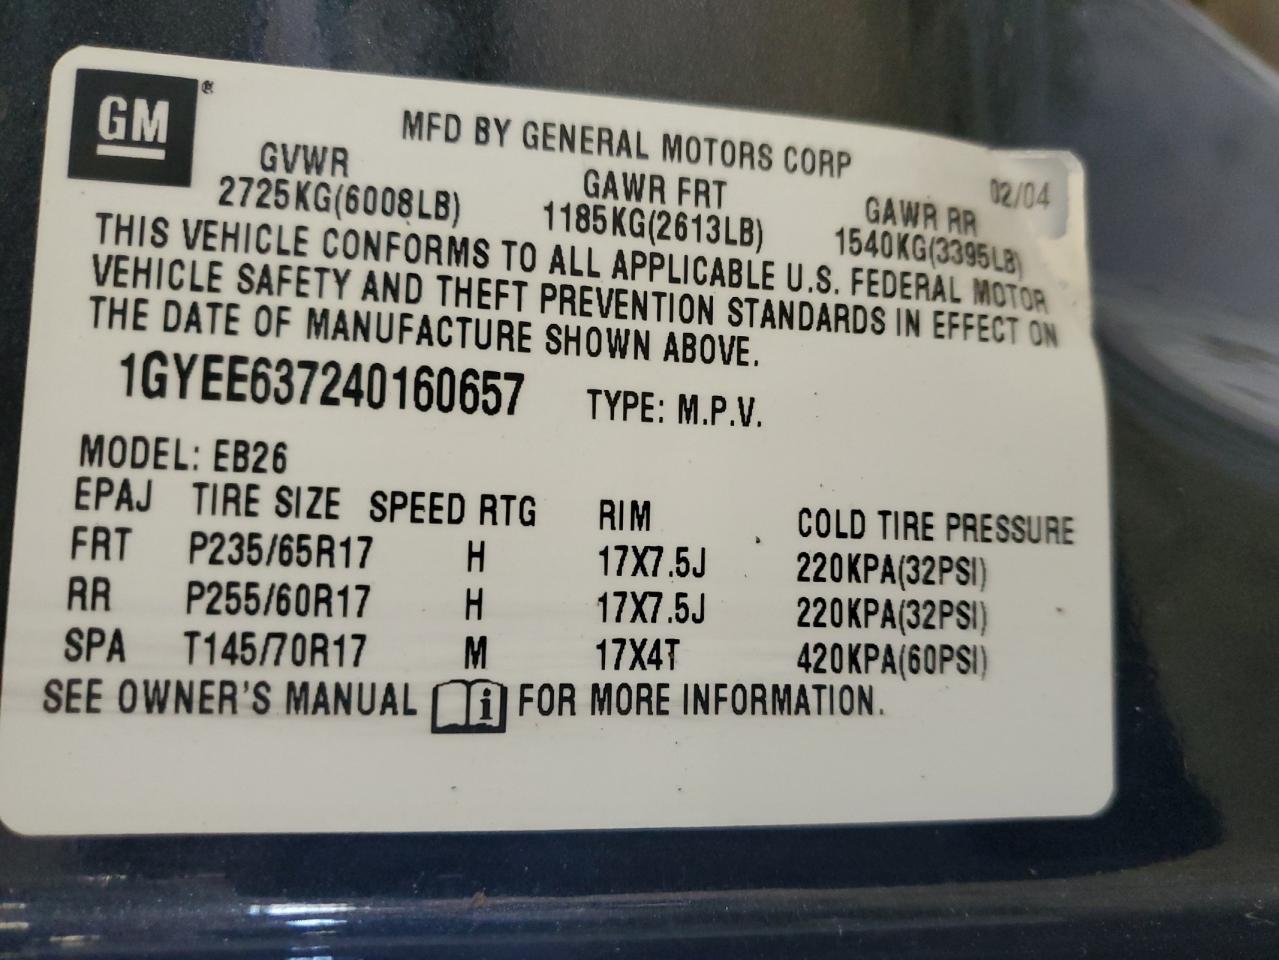 GM ®
MFD BY GENERAL MOTORS CORP
02/04
GVWR GAWR FRT GAWR RR
2725KG(6008LB) 1185KG(2613LB) 1540KG(3395LB)
THIS VEHICLE CONFORMS TO ALL APPLICABLE U.S. FEDERAL MOTOR
VEHICLE SAFETY AND THEFT PREVENTION STANDARDS IN EFFECT ON
THE DATE OF MANUFACTURE SHOWN ABOVE.
1GYEE637240160657 TYPE: M.P.V.
MODEL: EB26
EPAJ TIRE SIZE SPEED RTG RIM COLD TIRE PRESSURE
FRT P235/65R17 H 17X7.5J 220KPA(32PSI)
RR P255/60R17 H 17X7.5J 220KPA(32PSI)
SPA T145/70R17 M 17X4T 420KPA(60PSI)
SEE OWNER'S MANUAL i FOR MORE INFORMATION.